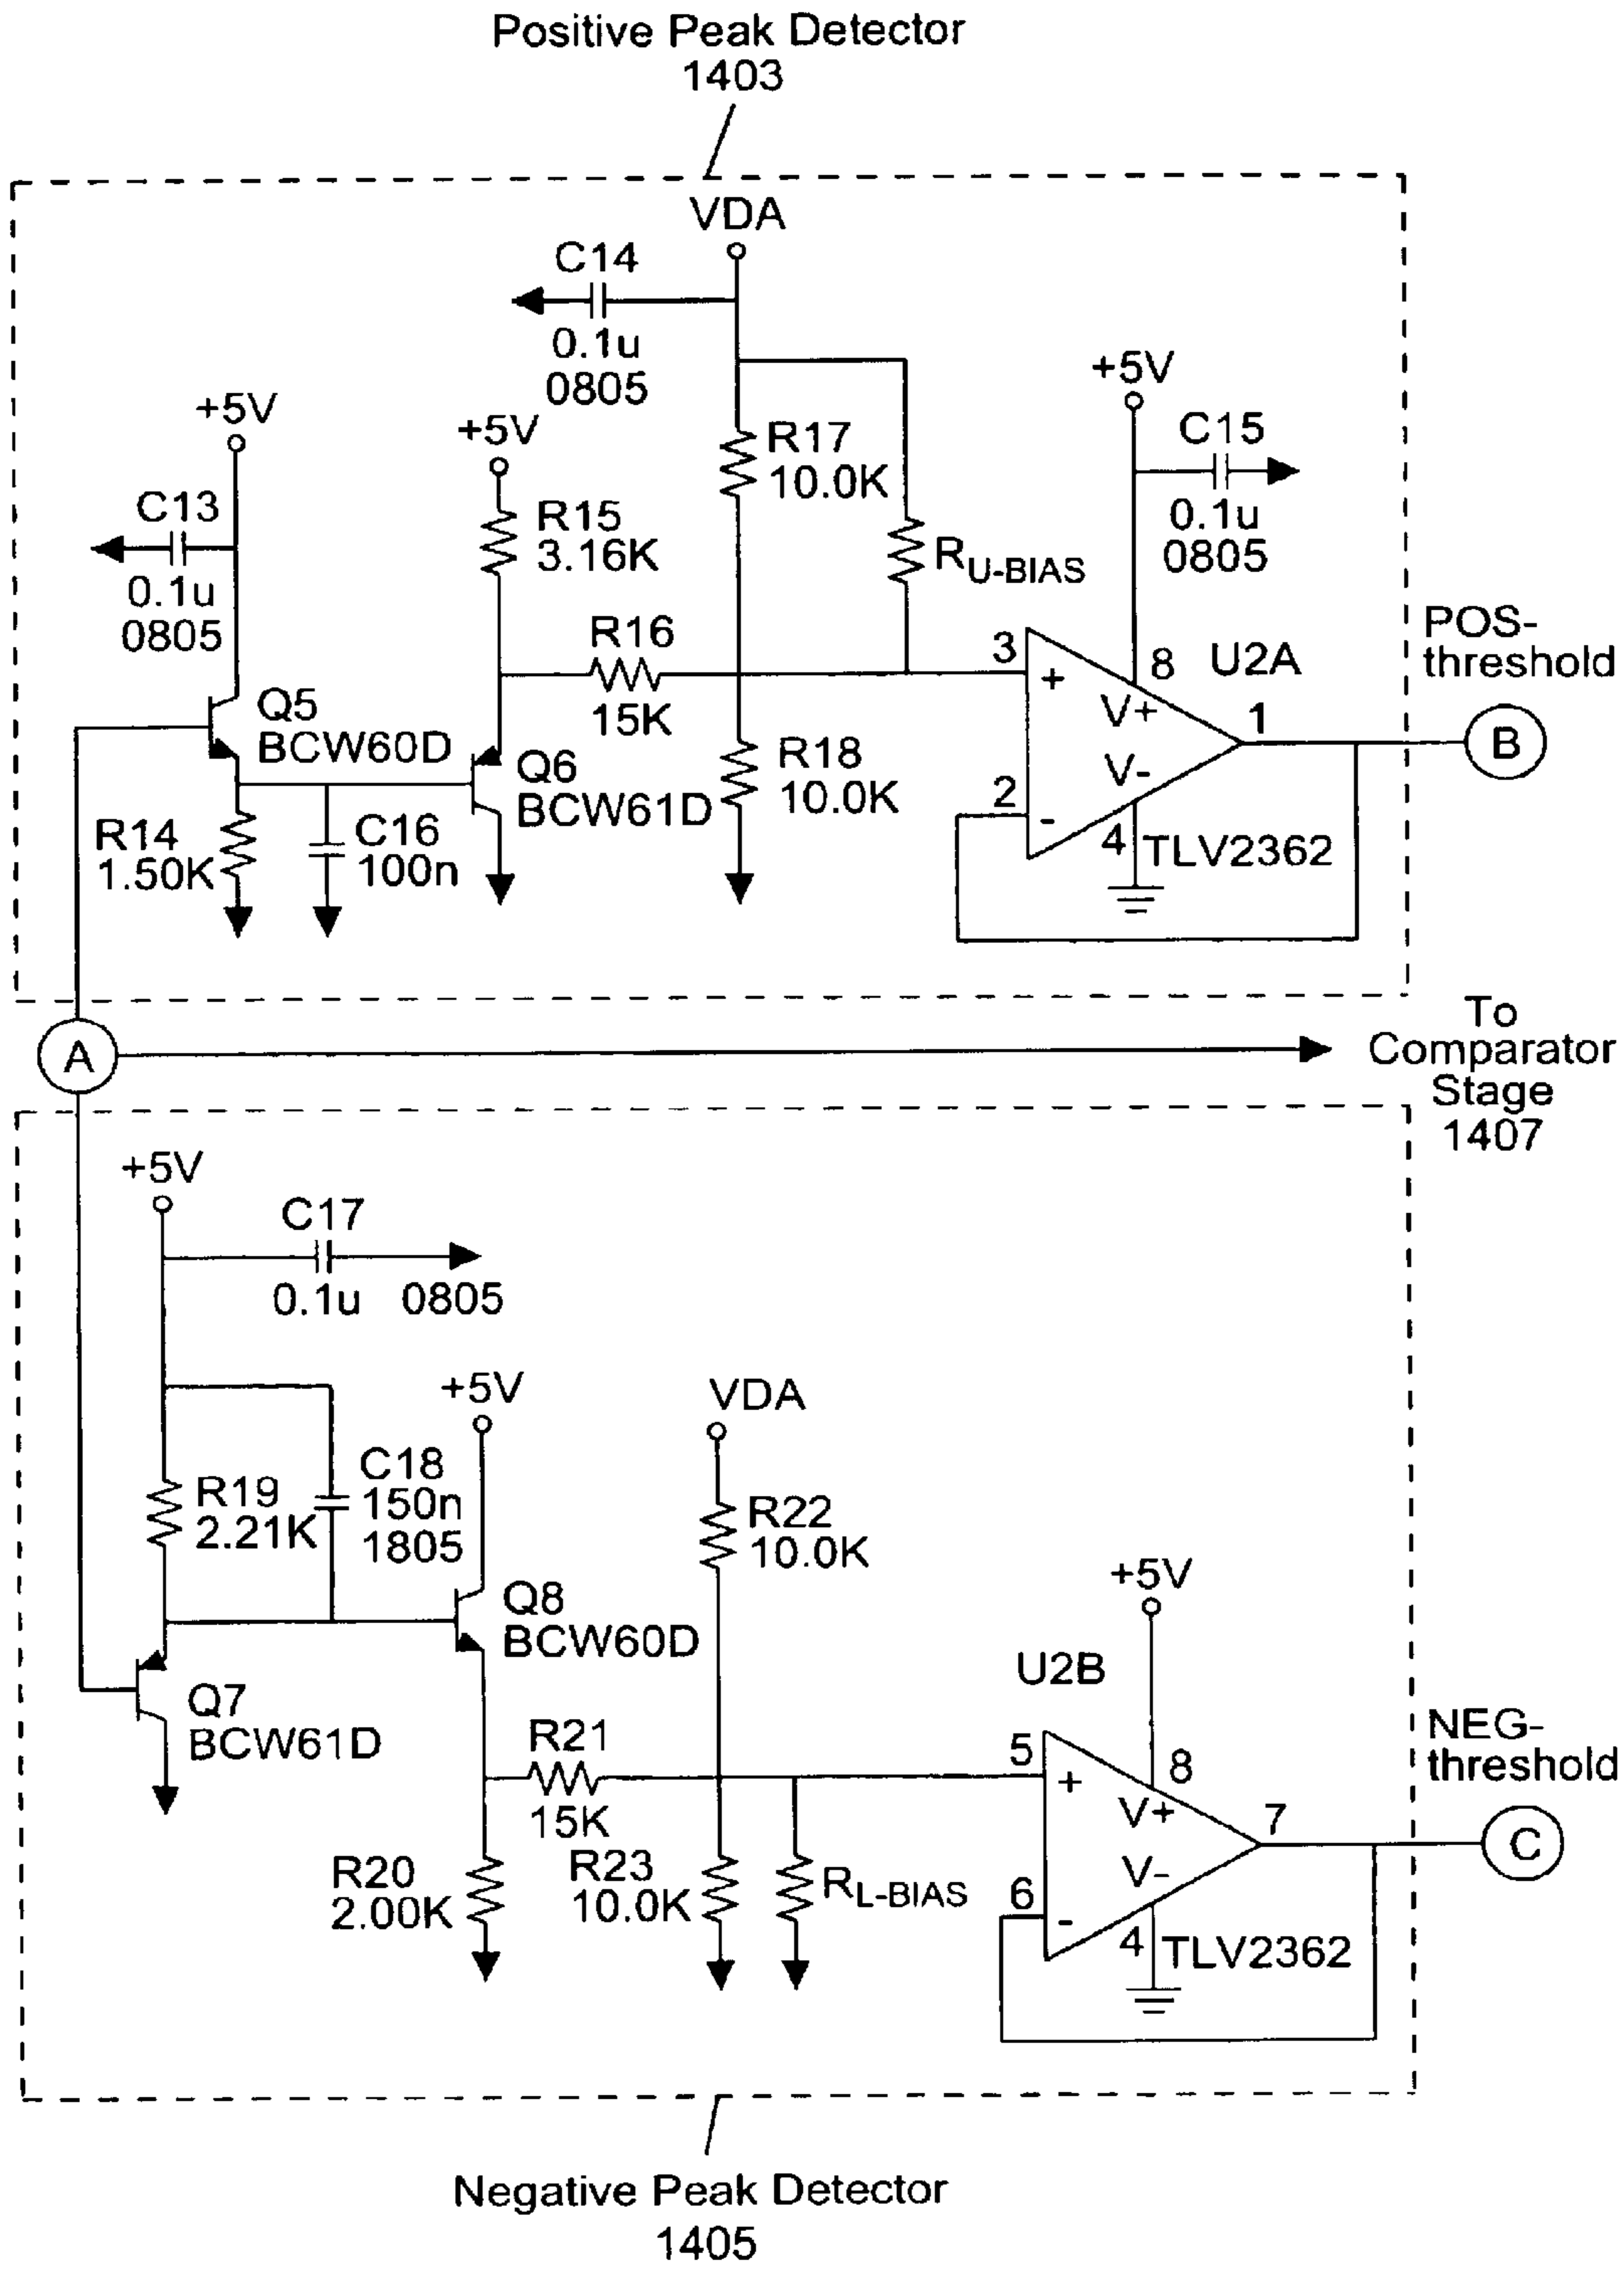 Positive Peak Detector
1403
VDA
C14
0.1u
0805
+5V
C15
0.1u
0805
+5V
C13
0.1u
0805
+5V
R15
3.16K
R17
10.0K
RU-BIAS
R16
15K
3
+
8
V+
U2A
1
POS-
threshold
B
Q5
BCW60D
Q6
BCW61D
R18
10.0K
V-
2
-
4
TLV2362
R14
1.50K
C16
100n
A
To
Comparator
Stage
1407
+5V
C17
0.1u 0805
+5V
VDA
R19
2.21K
C18
150n
1805
R22
10.0K
Q8
BCW60D
+5V
U2B
Q7
BCW61D
R21
15K
5
+
8
V+
7
NEG-
threshold
C
R20
2.00K
R23
10.0K
RL-BIAS
V-
6
-
4
TLV2362
Negative Peak Detector
1405